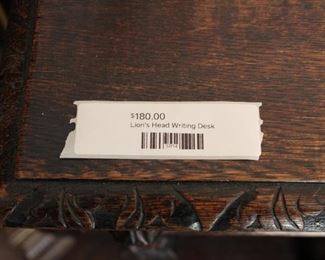 $180.00
Lion's Head Writing Desk